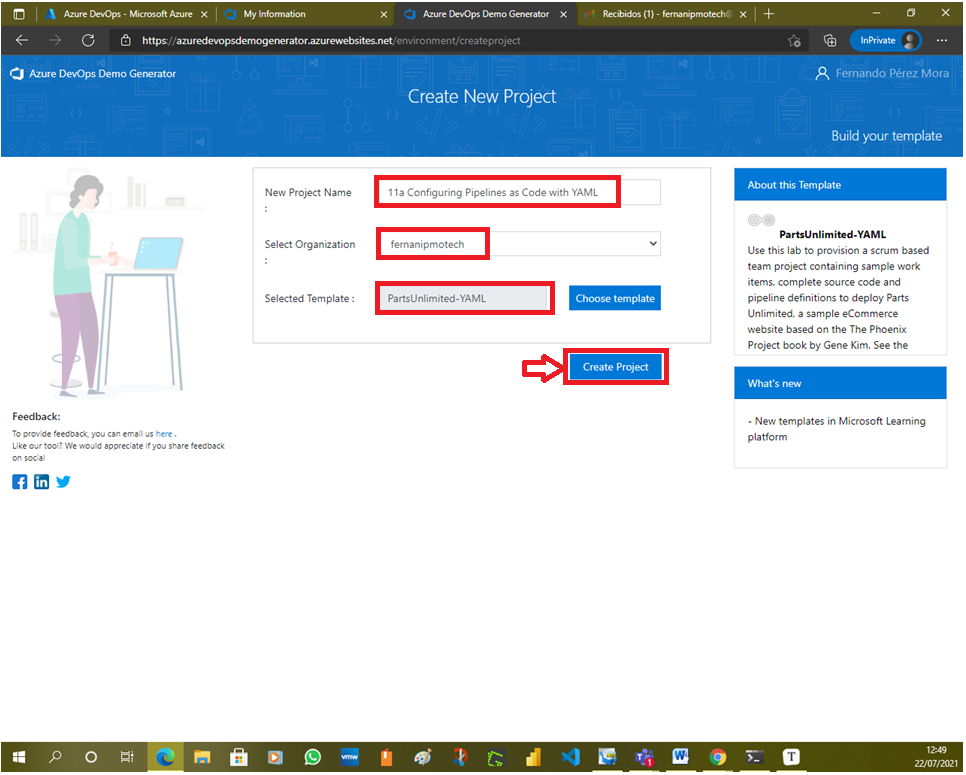 Azure DevOps - Microsoft Azure
My Information
Azure DevOps Demo Generator
Recibidos (1) - fernanipmotech@
https://azuredevopsdemogenerator.azurewebsites.net/environment/createproject
InPrivate
Azure DevOps Demo Generator
Fernando Pérez Mora
Create New Project
Build your template
New Project Name
:
11a Configuring Pipelines as Code with YAML
Select Organization
:
fernanipmotech
Selected Template :
PartsUnlimited-YAML
Choose template
Create Project
About this Template
PartsUnlimited-YAML
Use this lab to provision a scrum based
team project containing sample work
items, complete source code and
pipeline definitions to deploy Parts
Unlimited, a sample eCommerce
website based on the The Phoenix
Project book by Gene Kim. See the
What's new
- New templates in Microsoft Learning
platform
Feedback:
To provide feedback, you can email us here .
Like our tool? We would appreciate if you share feedback
on social
vmw
12:49
22/07/2021